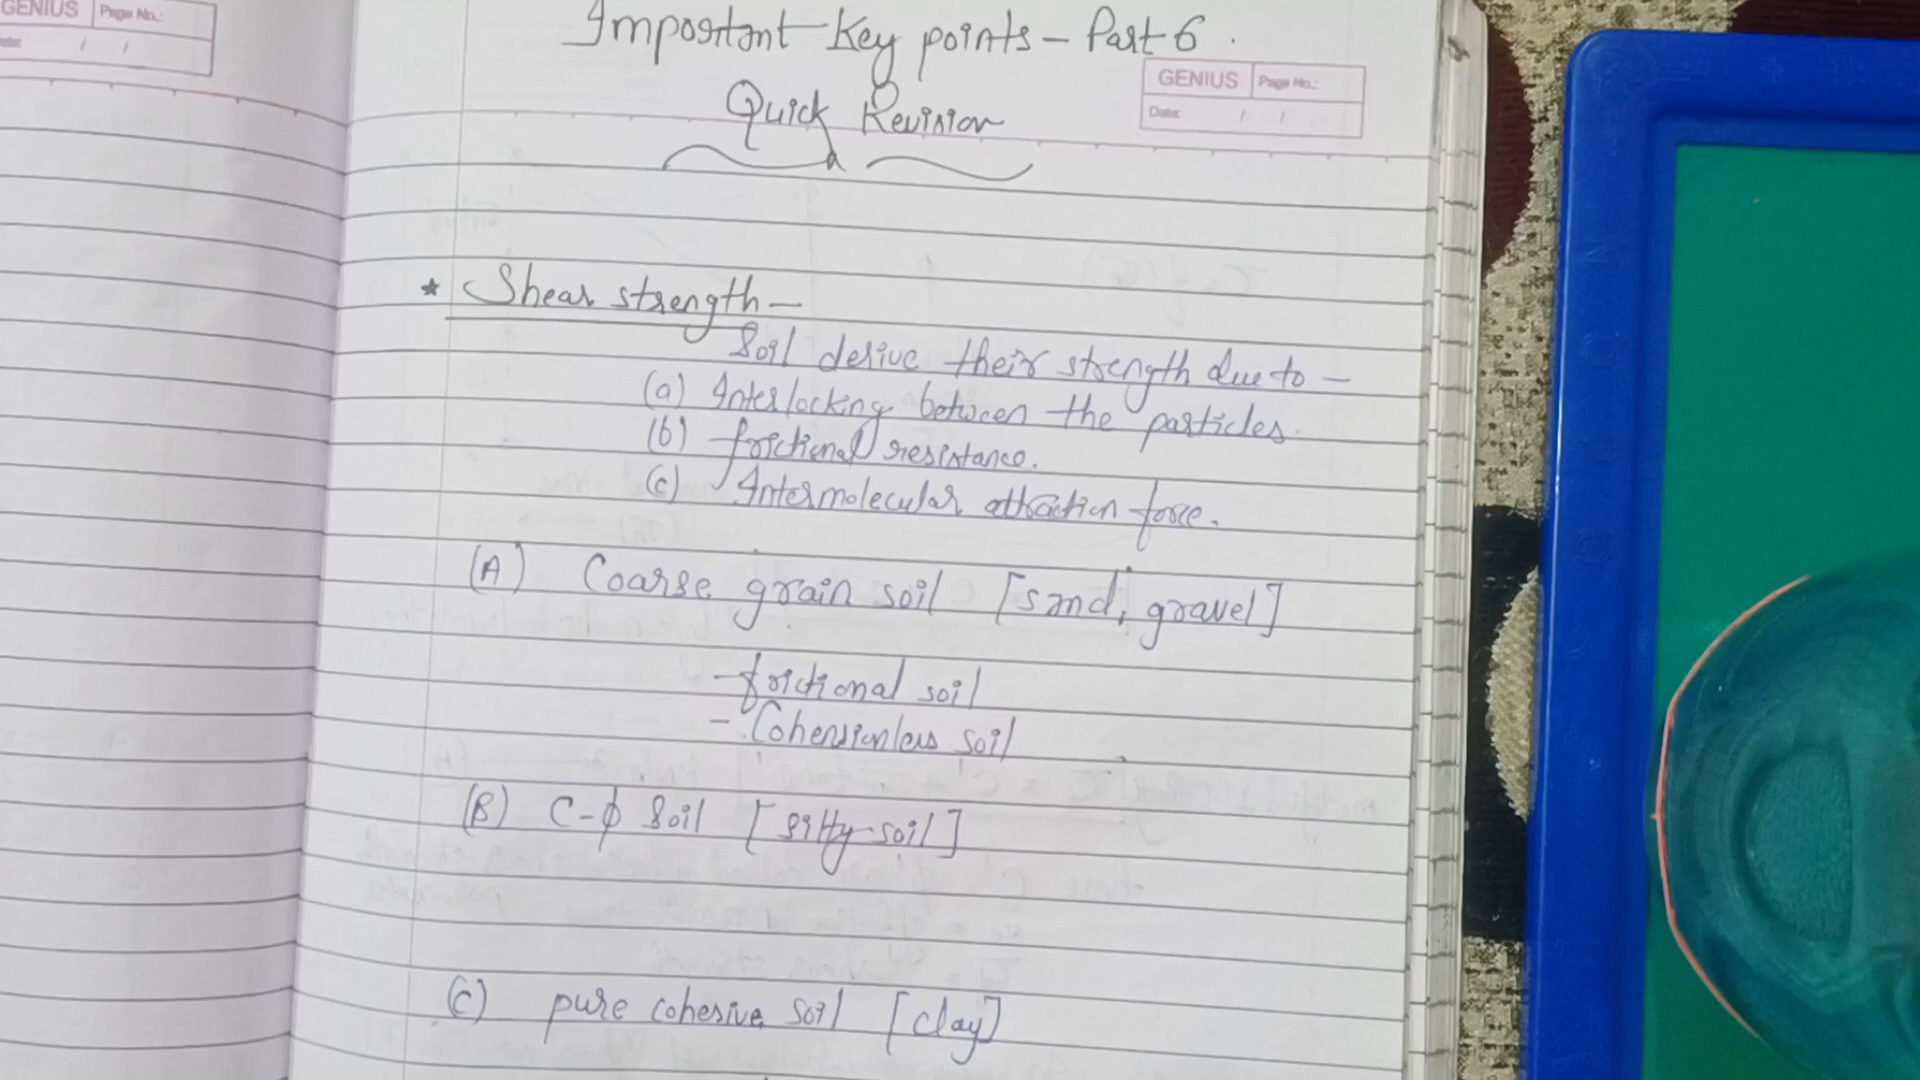 GENIUS Page No.:
Date: / /
Important Key points - Part 6.
GENIUS Page No.:
Date: / /
Quick Revision
* Shear strength -
Soil derive their strength due to -
(a) Interlocking between the particles.
(b) frictional resistance.
(c) Intermolecular attraction force.
(A) Coarse grain soil [sand, gravel]
- frictional soil
- Cohensionless soil
(B) C-φ Soil [silty soil]
(C) pure cohesive soil [clay]